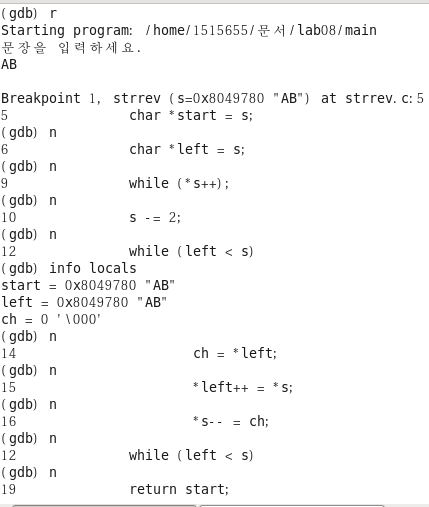 (gdb) r
Starting program: /home/1515655/문서/lab08/main
문장을 입력하세요.
AB

Breakpoint 1, strrev (s=0x8049780 "AB") at strrev.c:5
5               char *start = s;
(gdb) n
6               char *left = s;
(gdb) n
9               while (*s++);
(gdb) n
10              s -= 2;
(gdb) n
12              while (left < s)
(gdb) info locals
start = 0x8049780 "AB"
left = 0x8049780 "AB"
ch = 0 '\000'
(gdb) n
14                      ch = *left;
(gdb) n
15                      *left++ = *s;
(gdb) n
16                      *s-- = ch;
(gdb) n
12              while (left < s)
(gdb) n
19              return start;